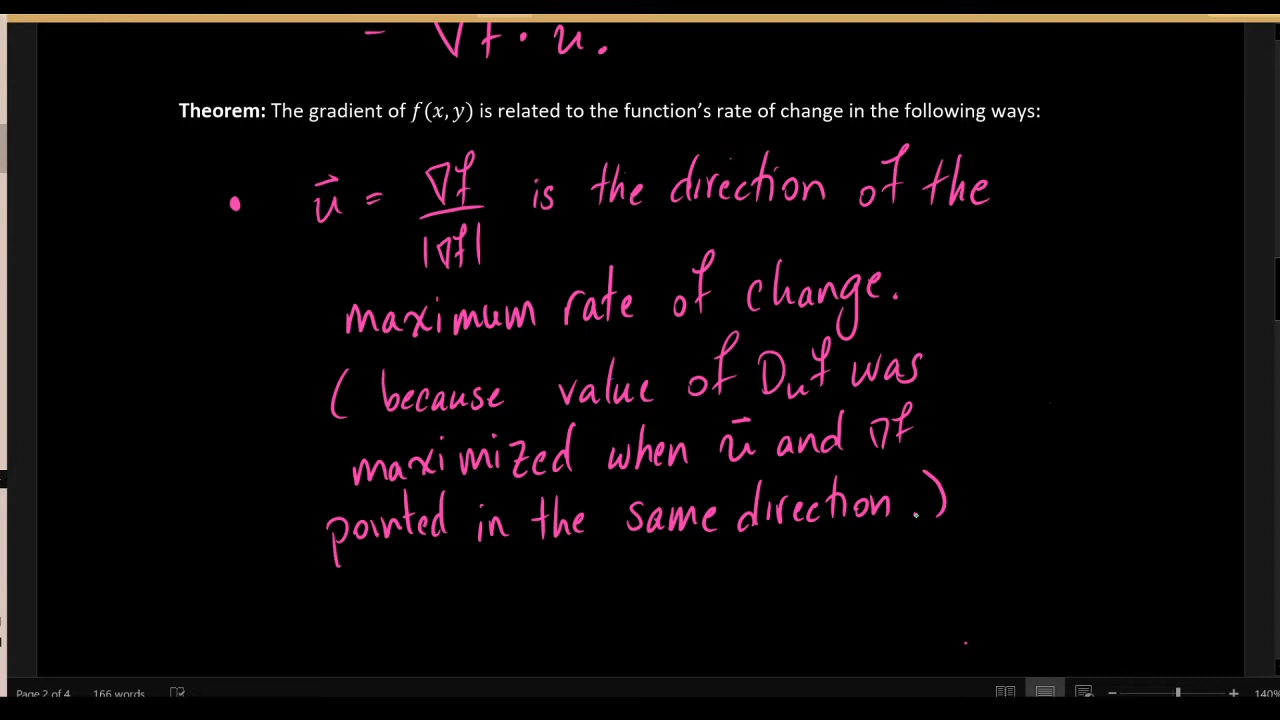 = ∇f · u.
Theorem: The gradient of f(x, y) is related to the function's rate of change in the following ways:
• u⃗ = ∇f / |∇f| is the direction of the
maximum rate of change.
( because value of Duf was
maximized when u⃗ and ∇f
pointed in the same direction . )
Page 2 of 4 166 words 140%